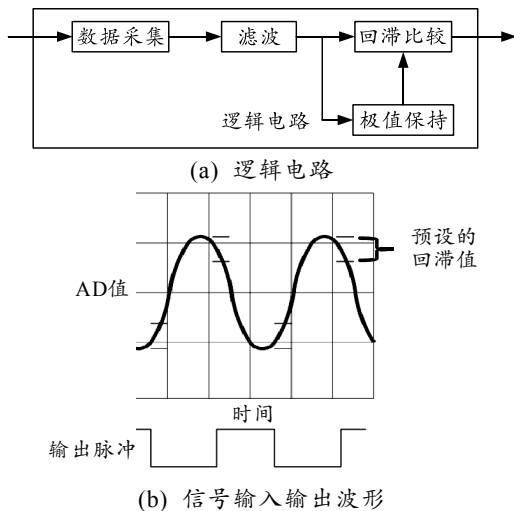 数据采集
滤波
回滞比较
逻辑电路
极值保持
(a) 逻辑电路
预设的
回滞值
AD值
时间
输出脉冲
(b) 信号输入输出波形